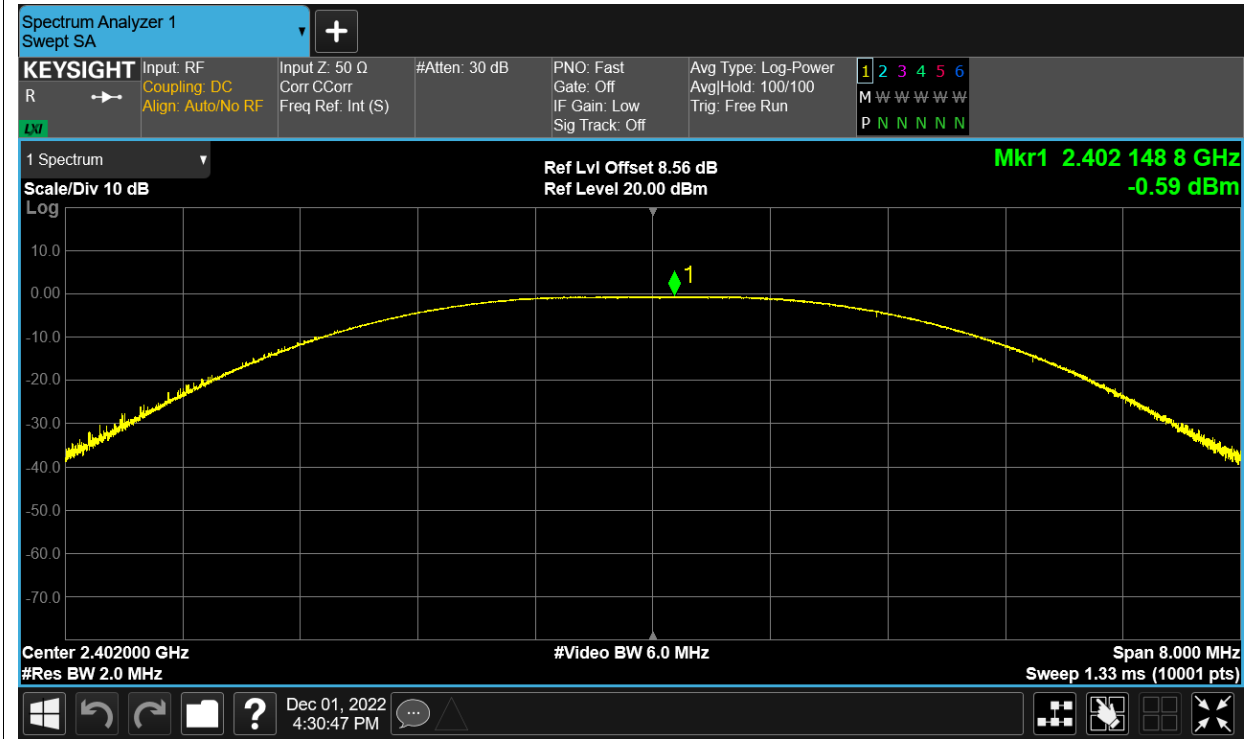 Spectrum Analyzer 1
Swept SA
+
KEYSIGHT
R
LXI
Input: RF
Coupling: DC
Align: Auto/No RF
Input Z: 50 Ω
Corr CCorr
Freq Ref: Int (S)
#Atten: 30 dB
PNO: Fast
Gate: Off
IF Gain: Low
Sig Track: Off
Avg Type: Log-Power
Avg|Hold: 100/100
Trig: Free Run
1 2 3 4 5 6
M W W W W W
P N N N N N
1 Spectrum
Scale/Div 10 dB
Log
Ref Lvl Offset 8.56 dB
Ref Level 20.00 dBm
Mkr1 2.402 148 8 GHz
-0.59 dBm
10.0
1
0.00
-10.0
-20.0
-30.0
-40.0
-50.0
-60.0
-70.0
Center 2.402000 GHz
#Video BW 6.0 MHz
Span 8.000 MHz
#Res BW 2.0 MHz
Sweep 1.33 ms (10001 pts)
?
Dec 01, 2022
4:30:47 PM